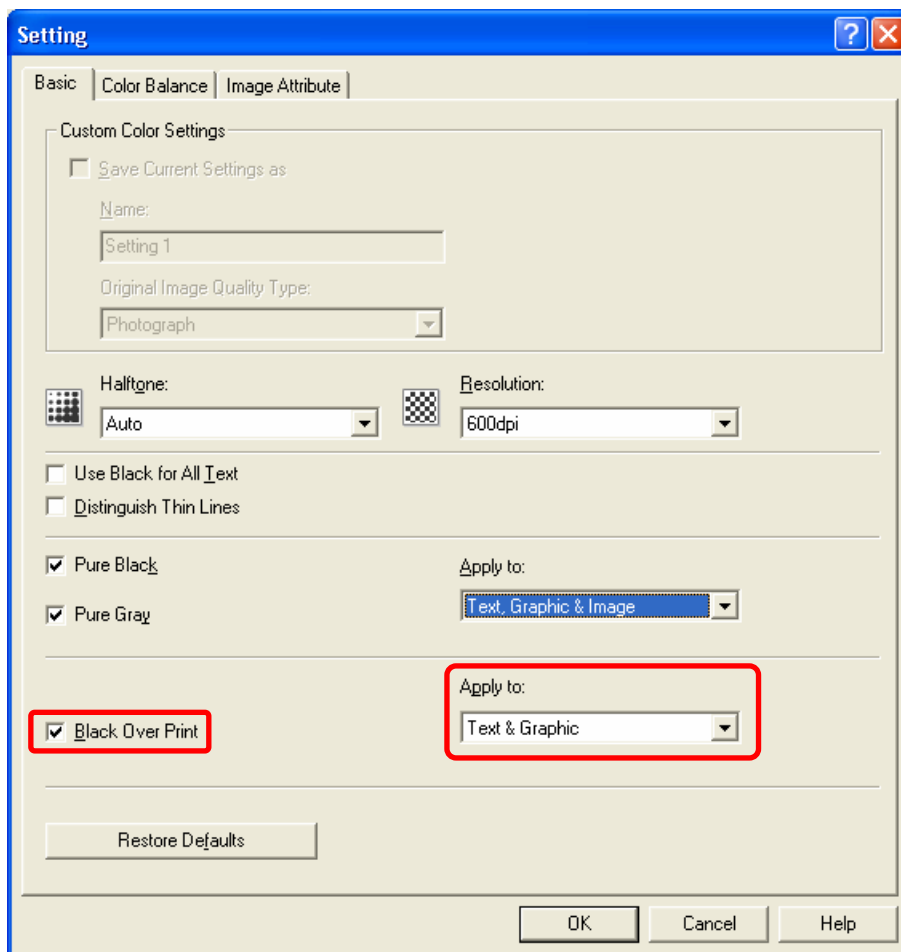 Setting
Basic Color Balance Image Attribute
Custom Color Settings
Save Current Settings as
Name:
Setting 1
Original Image Quality Type:
Photograph
Halftone: Resolution:
Auto 600dpi
Use Black for All Text
Distinguish Thin Lines
Pure Black Apply to:
Text, Graphic & Image
Pure Gray
Apply to:
Black Over Print Text & Graphic
Restore Defaults
OK Cancel Help